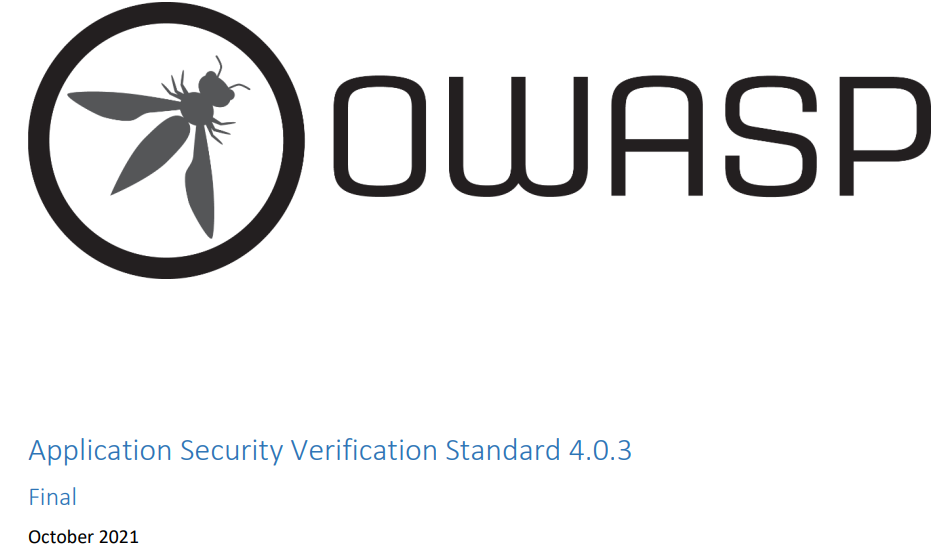 OWASP
Application Security Verification Standard 4.0.3
Final
October 2021